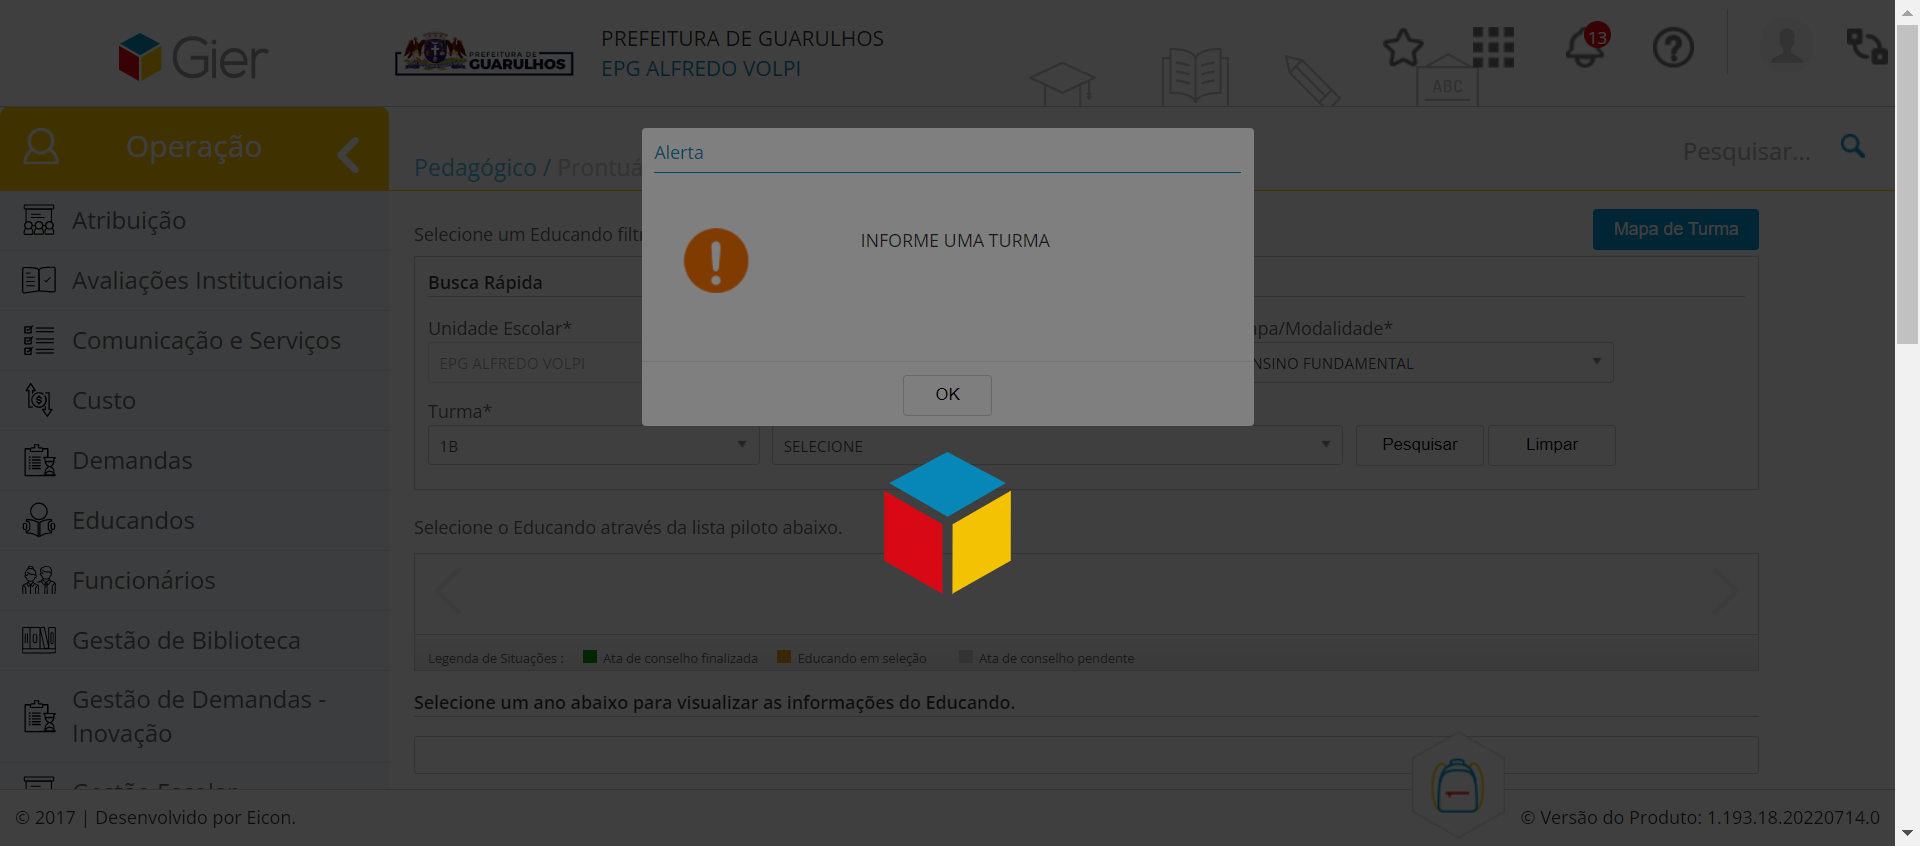 Gier
PREFEITURA DE
GUARULHOS
PREFEITURA DE GUARULHOS
EPG ALFREDO VOLPI
ABC
13
Operação
Pedagógico / Prontuá
Pesquisar...
Alerta
INFORME UMA TURMA
OK
Atribuição
Avaliações Institucionais
Comunicação e Serviços
Custo
Demandas
Educandos
Funcionários
Gestão de Biblioteca
Gestão de Demandas -
Inovação
Gestão Escolar
Selecione um Educando filtr
Mapa de Turma
Busca Rápida
Unidade Escolar*
apa/Modalidade*
EPG ALFREDO VOLPI
NSINO FUNDAMENTAL
Turma*
1B
SELECIONE
Pesquisar
Limpar
Selecione o Educando através da lista piloto abaixo.
Legenda de Situações : Ata de conselho finalizada Educando em seleção Ata de conselho pendente
Selecione um ano abaixo para visualizar as informações do Educando.
© 2017 | Desenvolvido por Eicon.
© Versão do Produto: 1.193.18.20220714.0